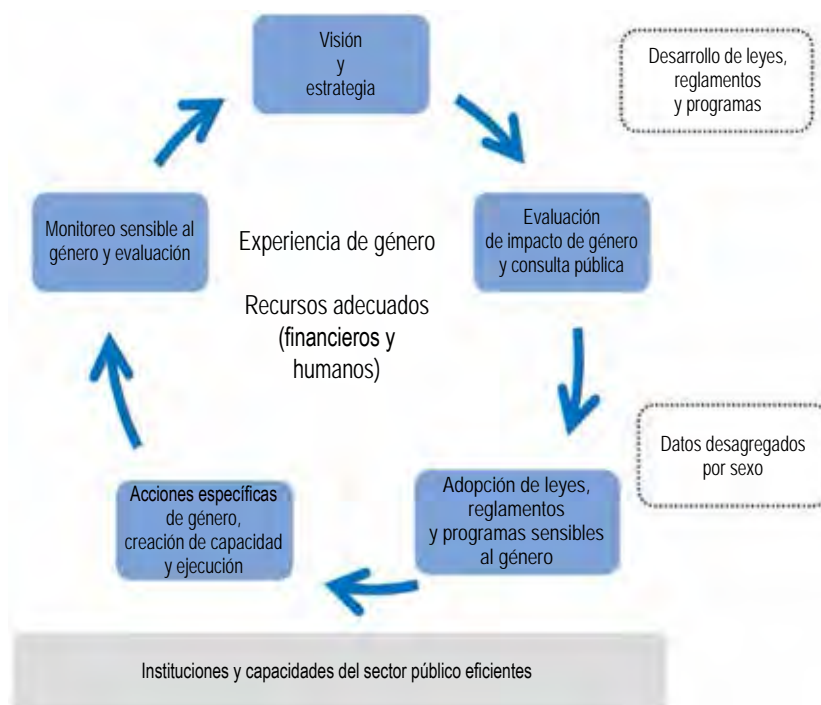 Visión
y
estrategia
Desarrollo de leyes,
reglamentos
y programas
Monitoreo sensible al
género y evaluación
Experiencia de género
Recursos adecuados
(financieros y
humanos)
Evaluación
de impacto de género
y consulta pública
Datos desagregados
por sexo
Acciones específicas
de género,
creación de capacidad
y ejecución
Adopción de leyes,
reglamentos
y programas sensibles
al género
Instituciones y capacidades del sector público eficientes